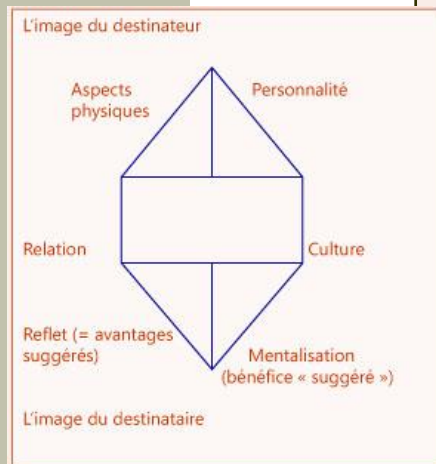 L'image du destinateur
Aspects
physiques
Personnalité
Relation
Culture
Reflet (= avantages
suggérés)
Mentalisation
(bénéfice « suggéré »)
L'image du destinataire